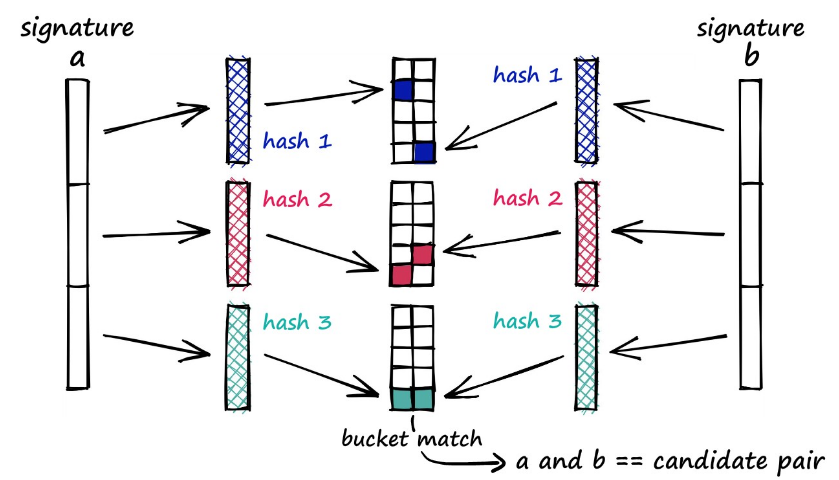 signature
a
signature
b
hash 1
hash 1
hash 2
hash 2
hash 3
hash 3
bucket match
a and b == candidate pair